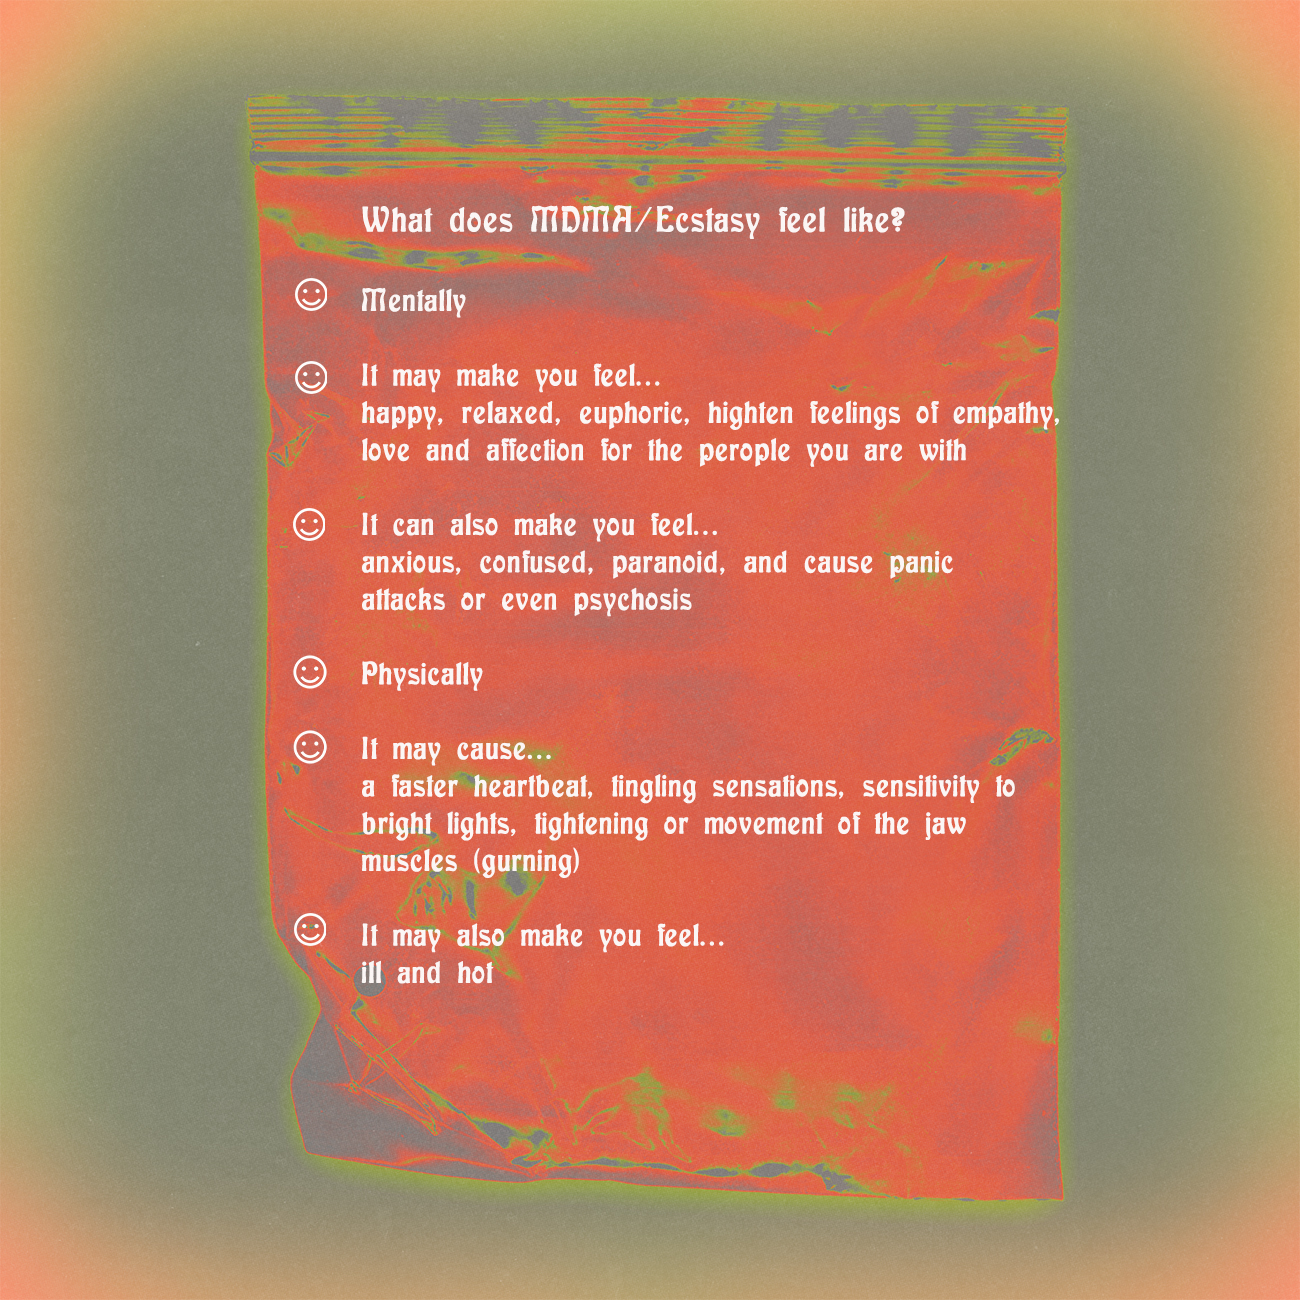 What does MDMA/Ecstasy feel like?
Mentally
It may make you feel...
happy, relaxed, euphoric, highten feelings of empathy,
love and affection for the perople you are with
It can also make you feel...
anxious, confused, paranoid, and cause panic
attacks or even psychosis
Physically
It may cause...
a faster heartbeat, tingling sensations, sensitivity to
bright lights, tightening or movement of the jaw
muscles (gurning)
It may also make you feel...
ill and hot